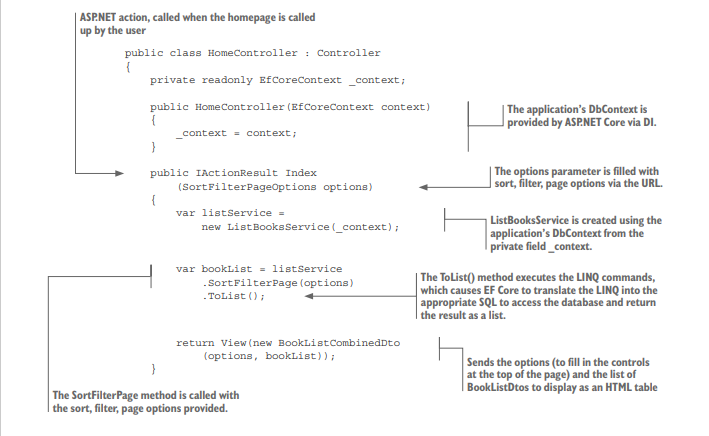 ASP.NET action, called when the homepage is called
up by the user
public class HomeController : Controller
{
private readonly EfCoreContext _context;
public HomeController(EfCoreContext context)
{
_context = context;
}
The application's DbContext is
provided by ASP.NET Core via DI.
public IActionResult Index
(SortFilterPageOptions options)
{
The options parameter is filled with
sort, filter, page options via the URL.
var listService =
new ListBooksService(_context);
ListBooksService is created using the
application's DbContext from the
private field _context.
var bookList = listService
.SortFilterPage(options)
.ToList();
The ToList() method executes the LINQ commands,
which causes EF Core to translate the LINQ into the
appropriate SQL to access the database and return
the result as a list.
return View(new BookListCombinedDto
(options, bookList));
}
Sends the options (to fill in the controls
at the top of the page) and the list of
BookListDtos to display as an HTML table
The SortFilterPage method is called with
the sort, filter, page options provided.